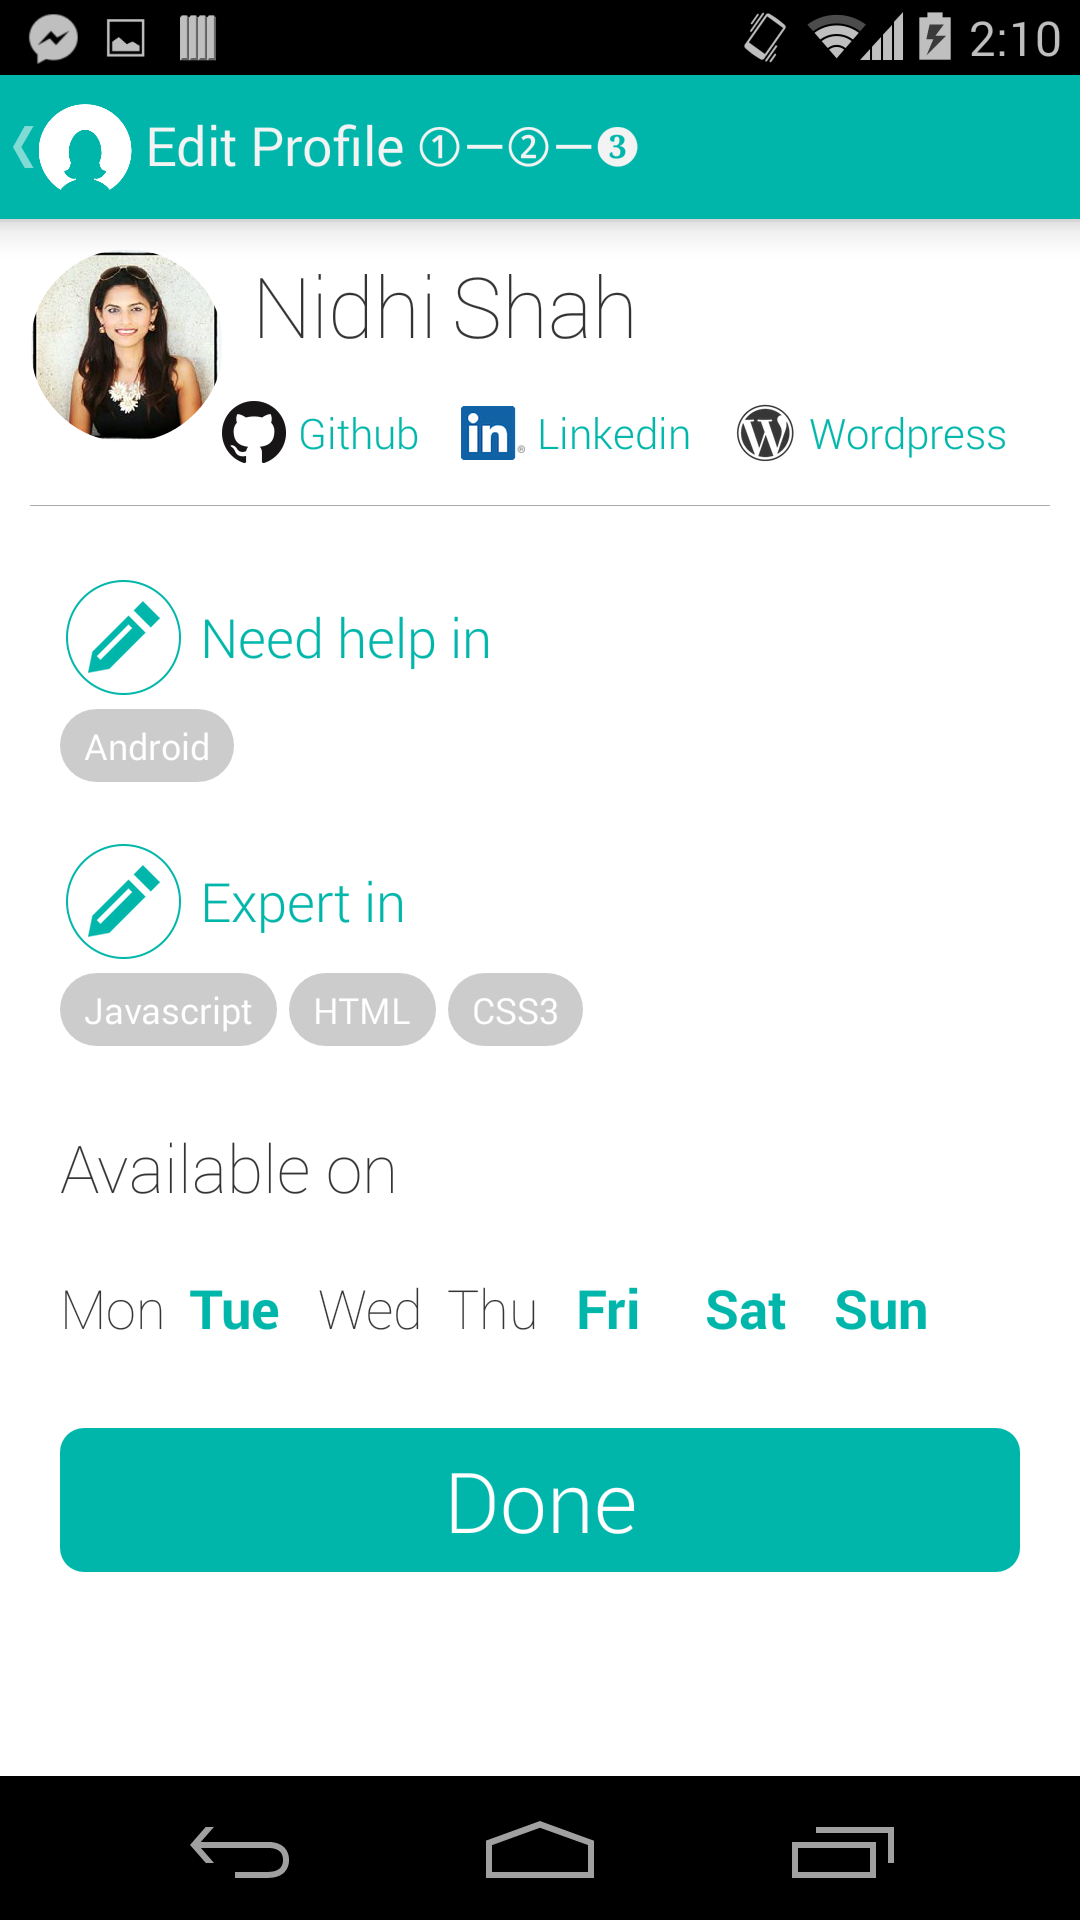 2:10
Edit Profile ①—②—❸
Nidhi Shah
Github in® Linkedin Wordpress
Need help in
Android
Expert in
Javascript HTML CSS3
Available on
Mon Tue Wed Thu Fri Sat Sun
Done